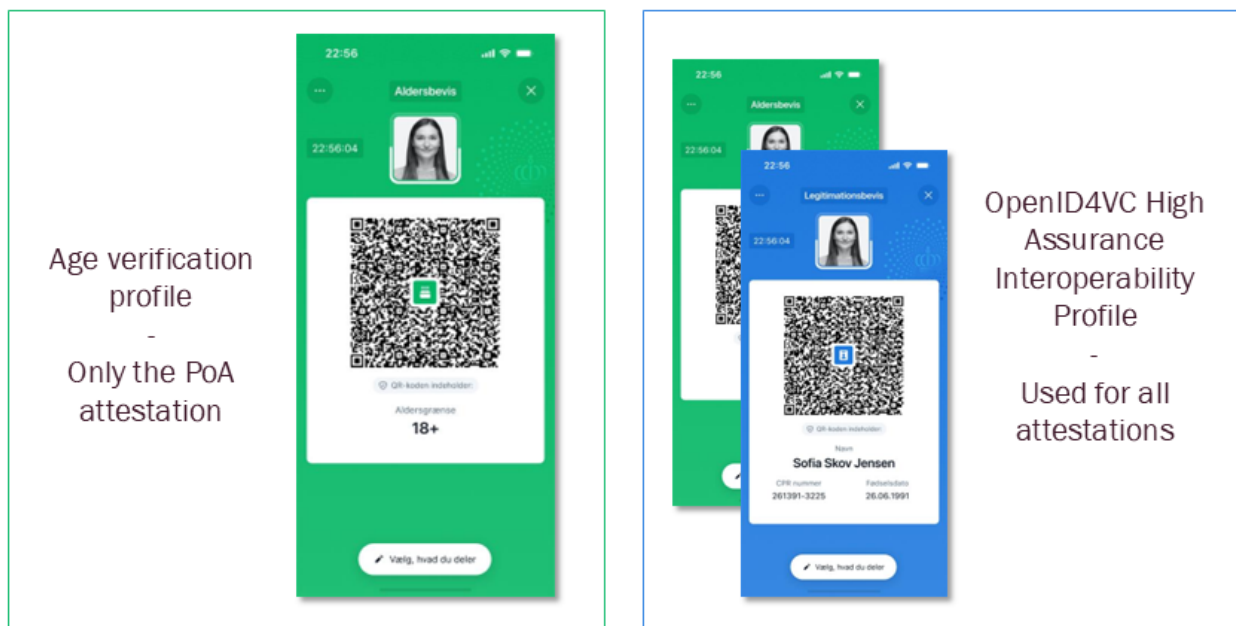 Age verification
profile
-
Only the PoA
attestation
22:56
Aldersbevis
22:56:04
QR-koden indeholder:
Aldersgrænse
18+
Vælg, hvad du deler
22:56
Aldersbevis
22:56:04
22:56
Legitimationsbevis
22:56:04
QR-koden indeholder:
Navn
Sofia Skov Jensen
CPR nummer Fødselsdato
261391-3225 26.06.1991
Vælg, hvad du deler
OpenID4VC High
Assurance
Interoperability
Profile
-
Used for all
attestations